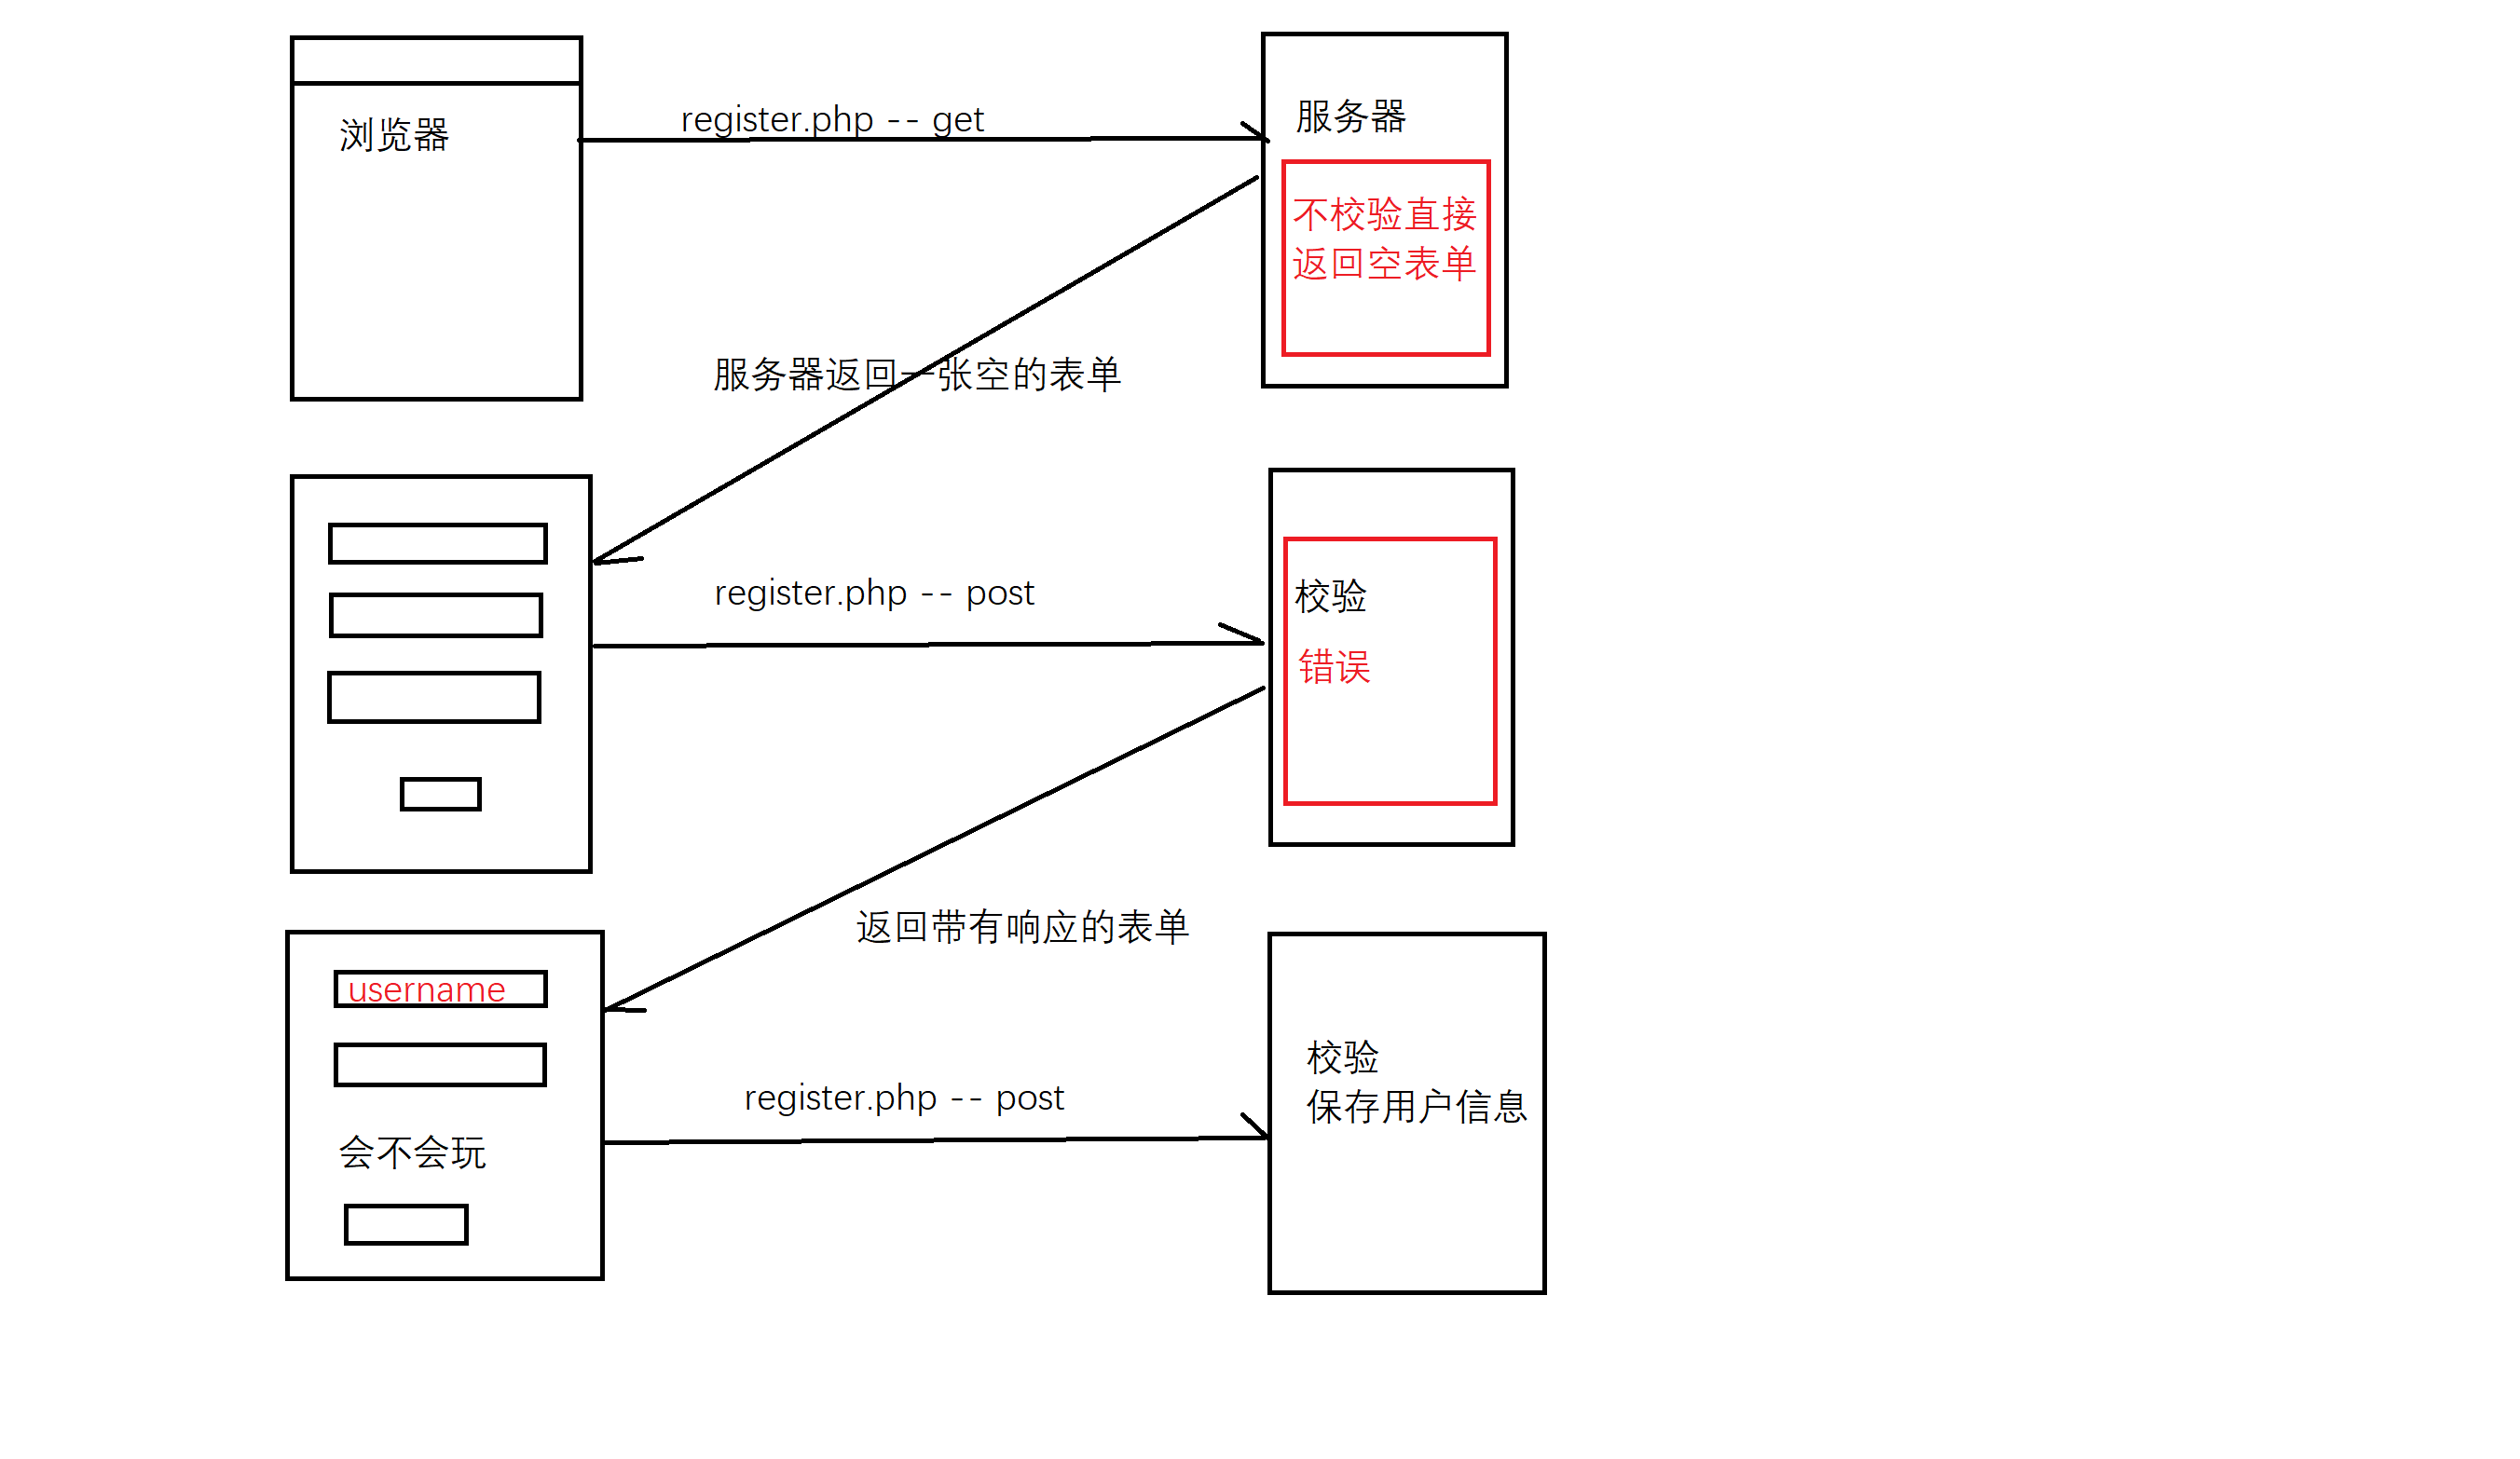 浏览器
register.php -- get
服务器
不校验直接
返回空表单
服务器返回一张空的表单
register.php -- post
校验
错误
返回带有响应的表单
username
会不会玩
register.php -- post
校验
保存用户信息